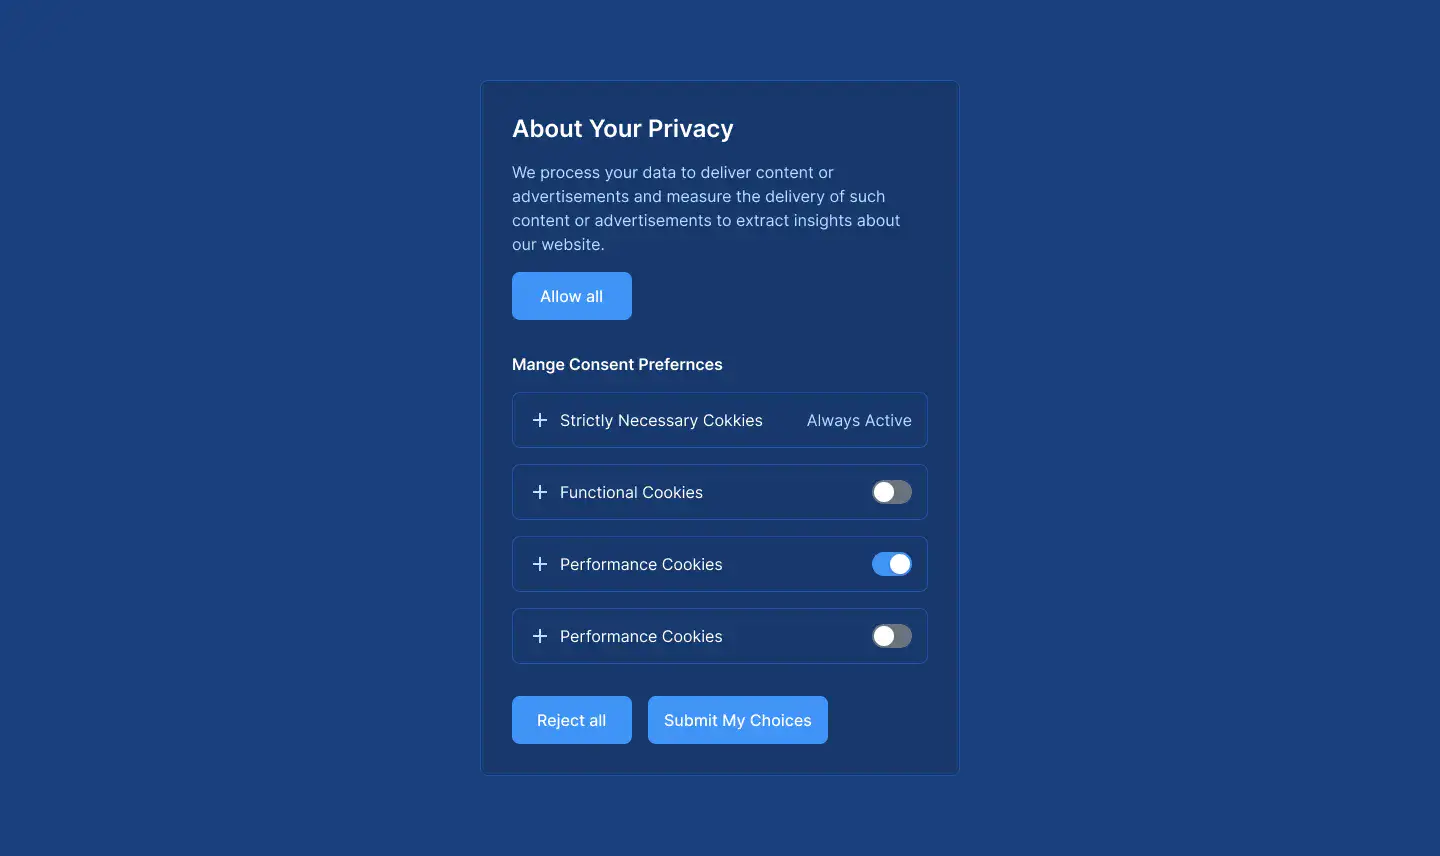 About Your Privacy
We process your data to deliver content or
advertisements and measure the delivery of such
content or advertisements to extract insights about
our website.
Allow all
Mange Consent Prefernces
Strictly Necessary Cokkies Always Active
Functional Cookies
Performance Cookies
Performance Cookies
Reject all Submit My Choices